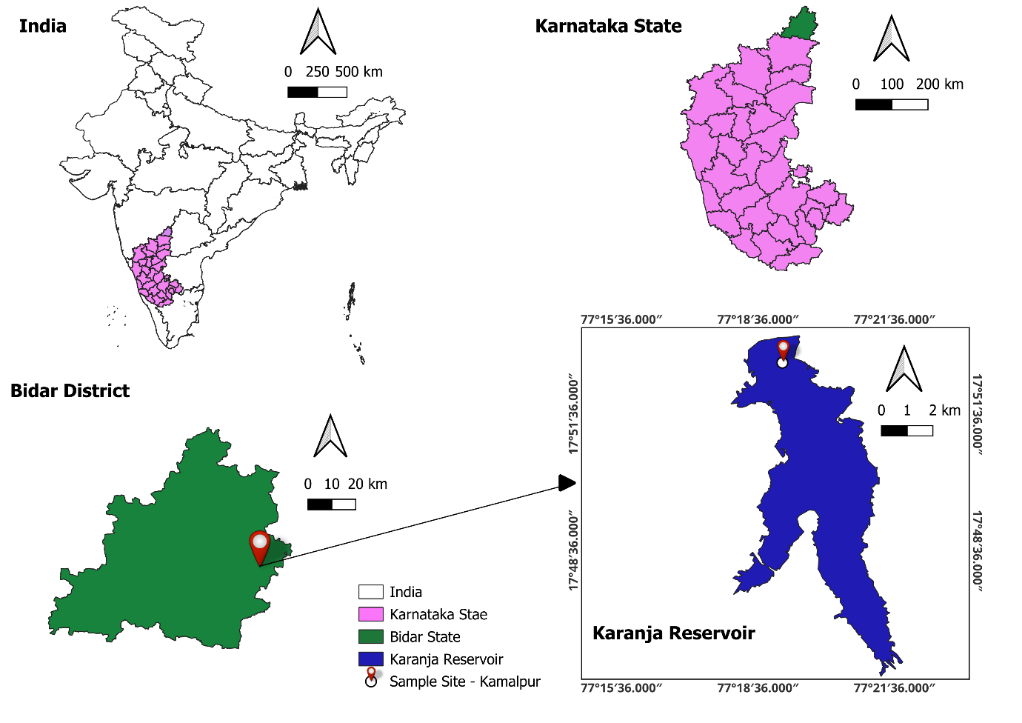 India
0 250 500 km
Karnataka State
0 100 200 km
Bidar District
0 10 20 km
India
Karnataka Stae
Bidar State
Karanja Reservoir
Sample Site - Kamalpur
77°15'36.000" 77°18'36.000" 77°21'36.000"
17°51'36.000"
17°48'36.000"
0 1 2 km
17°51'36.000"
17°48'36.000"
Karanja Reservoir
77°15'36.000" 77°18'36.000" 77°21'36.000"